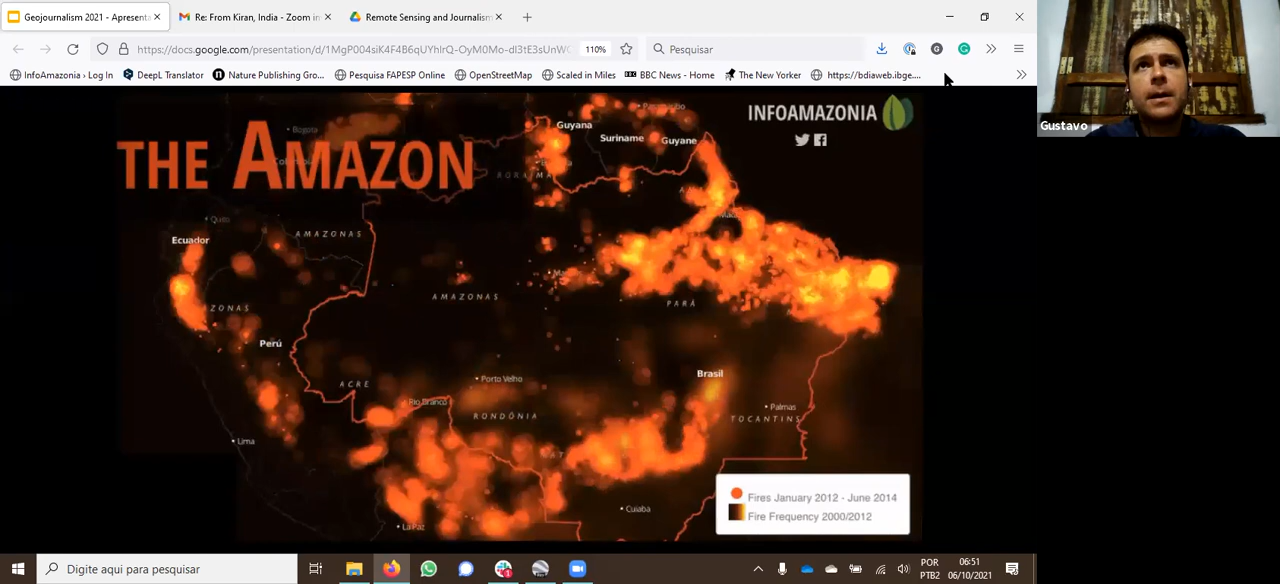 Geojournalism 2021 - Apresenta
Re: From Kiran, India - Zoom in
Remote Sensing and Journalism
https://docs.google.com/presentation/d/1MgP004siK4F4B6qUYhIrQ-OyM0Mo-dI3tE3sUnWC
110%
Pesquisar
InfoAmazonia › Log In
DeepL Translator
Nature Publishing Gro...
Pesquisa FAPESP Online
OpenStreetMap
Scaled in Miles
BBC News - Home
The New Yorker
https://bdiaweb.ibge....
Gustavo
THE AMAZON
INFOAMAZONIA
Bogota
Guyana
Suriname
Guyane
Quito
Ecuador
AMAZONAS
AMAZONAS
PARÁ
ZONAS
Perú
Brasil
ACRE
Porto Velho
Rio Branco
RONDÔNIA
Palmas
TOCANTINS
Lima
Cuiaba
La Paz
Fires January 2012 - June 2014
Fire Frequency 2000/2012
Digite aqui para pesquisar
POR
PTB2
06:51
06/10/2021